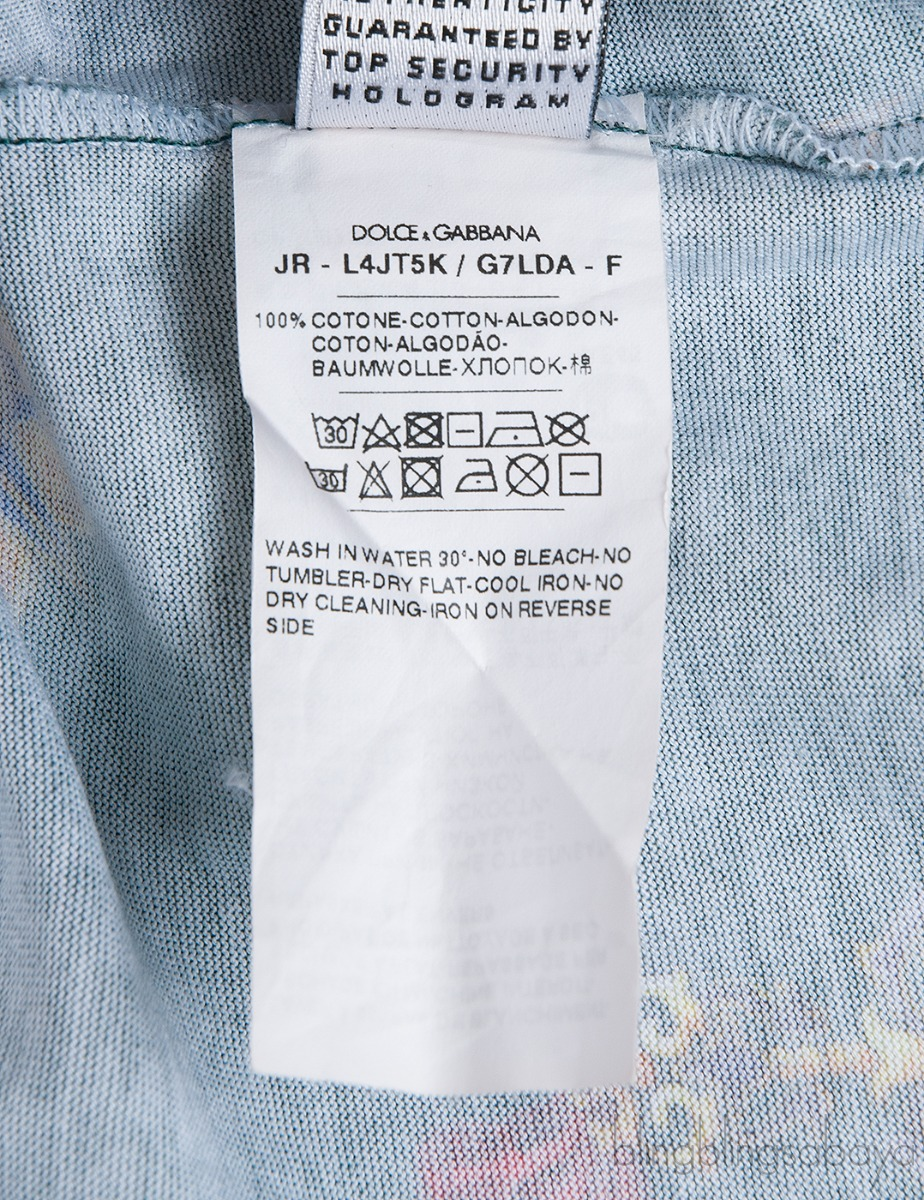 GUARANTEED BY
TOP SECURITY
HOLOGRAM
DOLCE & GABBANA
JR - L4JT5K / G7LDA - F
100% COTONE-COTTON-ALGODON-
COTON-ALGODÃO-
BAUMWOLLE-ХЛОПОК-棉
30
30
WASH IN WATER 30°-NO BLEACH-NO
TUMBLER-DRY FLAT-COOL IRON-NO
DRY CLEANING-IRON ON REVERSE
SIDE